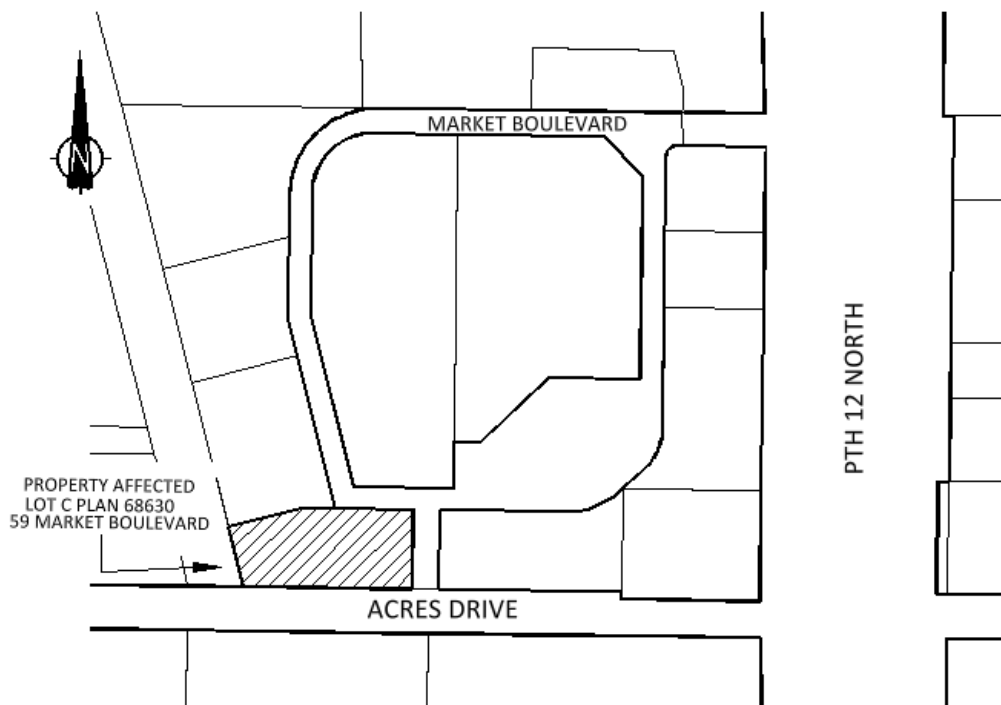 MARKET BOULEVARD
N
PTH 12 NORTH
PROPERTY AFFECTED
LOT C PLAN 68630
59 MARKET BOULEVARD
ACRES DRIVE